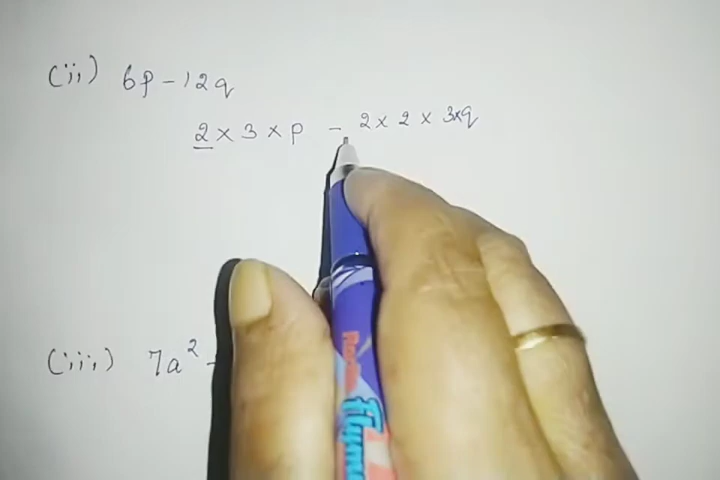 (ii) 6p - 12q
2 × 3 × p - 2 × 2 × 3×q
(iii) 7a² -